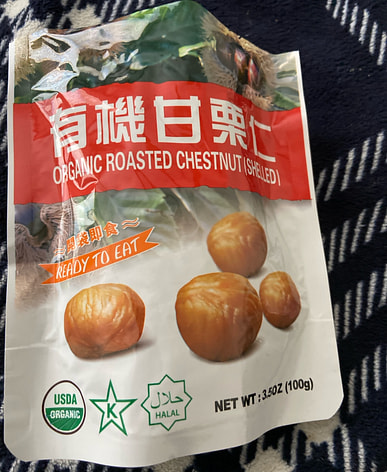 有機甘栗仁
ORGANIC ROASTED CHESTNUT (SHELLED)
開袋即食
READY TO EAT
USDA
ORGANIC
K
حلال
HALAL
NET WT : 3.5OZ (100g)